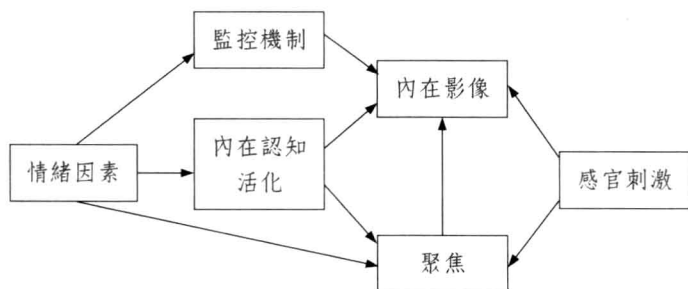 監控機制
內在影像
內在認知
活化
情緒因素
感官刺激
聚焦